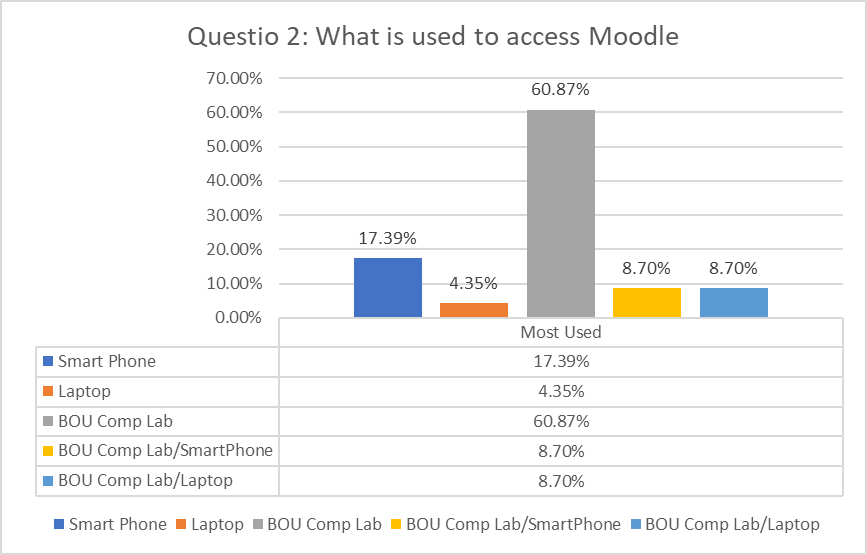 Questio 2: What is used to access Moodle
70.00%
60.00%
50.00%
40.00%
30.00%
20.00%
10.00%
0.00%
17.39%
4.35%
60.87%
8.70%
8.70%
Most Used
Smart Phone 17.39%
Laptop 4.35%
BOU Comp Lab 60.87%
BOU Comp Lab/SmartPhone 8.70%
BOU Comp Lab/Laptop 8.70%
Smart Phone Laptop BOU Comp Lab BOU Comp Lab/SmartPhone BOU Comp Lab/Laptop